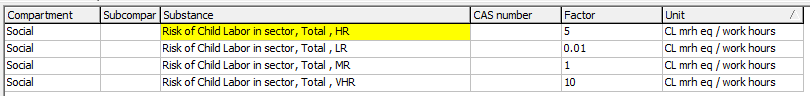 Compartment Subcompar Substance CAS number Factor Unit
Social Risk of Child Labor in sector, Total , HR 5 CL mrh eq / work hours
Social Risk of Child Labor in sector, Total , LR 0.01 CL mrh eq / work hours
Social Risk of Child Labor in sector, Total , MR 1 CL mrh eq / work hours
Social Risk of Child Labor in sector, Total , VHR 10 CL mrh eq / work hours